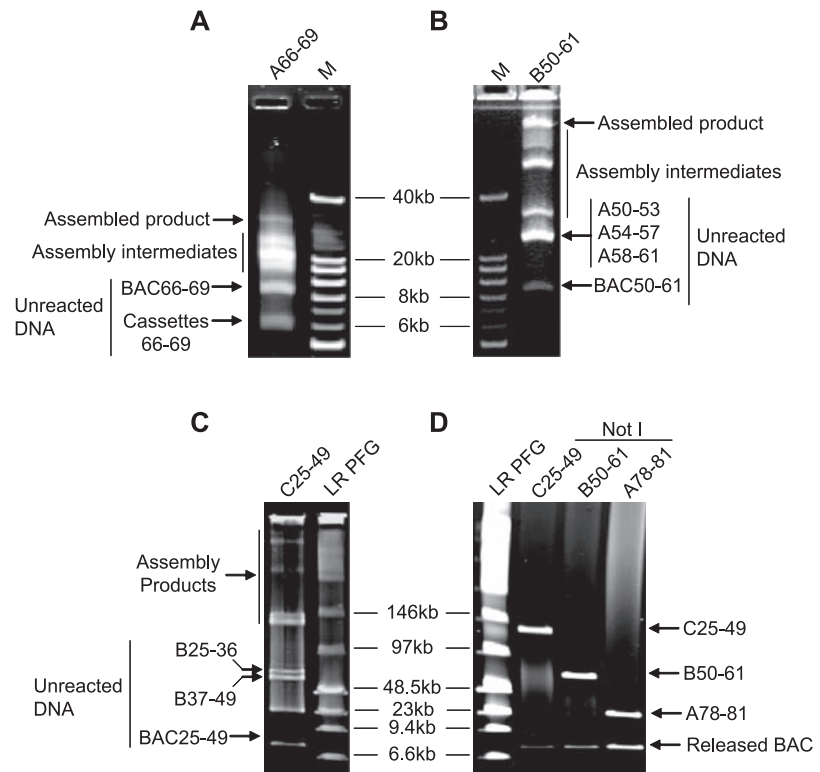 A
A66-69
M
Assembled product
Assembly intermediates
Unreacted
DNA
BAC66-69
Cassettes
66-69
40kb
20kb
8kb
6kb
B
M
B50-61
Assembled product
Assembly intermediates
A50-53
A54-57
A58-61
Unreacted
DNA
BAC50-61
C
C25-49
LR PFG
Assembly
Products
B25-36
B37-49
Unreacted
DNA
BAC25-49
146kb
97kb
48.5kb
23kb
9.4kb
6.6kb
D
Not I
LR PFG
C25-49
B50-61
A78-81
C25-49
B50-61
A78-81
Released BAC